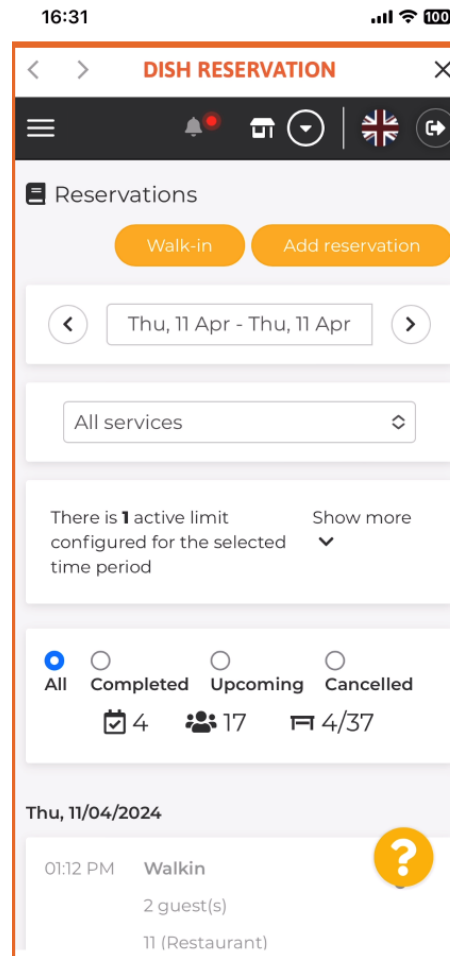 16:31
100
DISH RESERVATION
Reservations
Walk-in
Add reservation
Thu, 11 Apr - Thu, 11 Apr
All services
There is 1 active limit
configured for the selected
time period
Show more
All Completed Upcoming Cancelled
4 17 4/37
Thu, 11/04/2024
01:12 PM Walkin
2 guest(s)
11 (Restaurant)
?